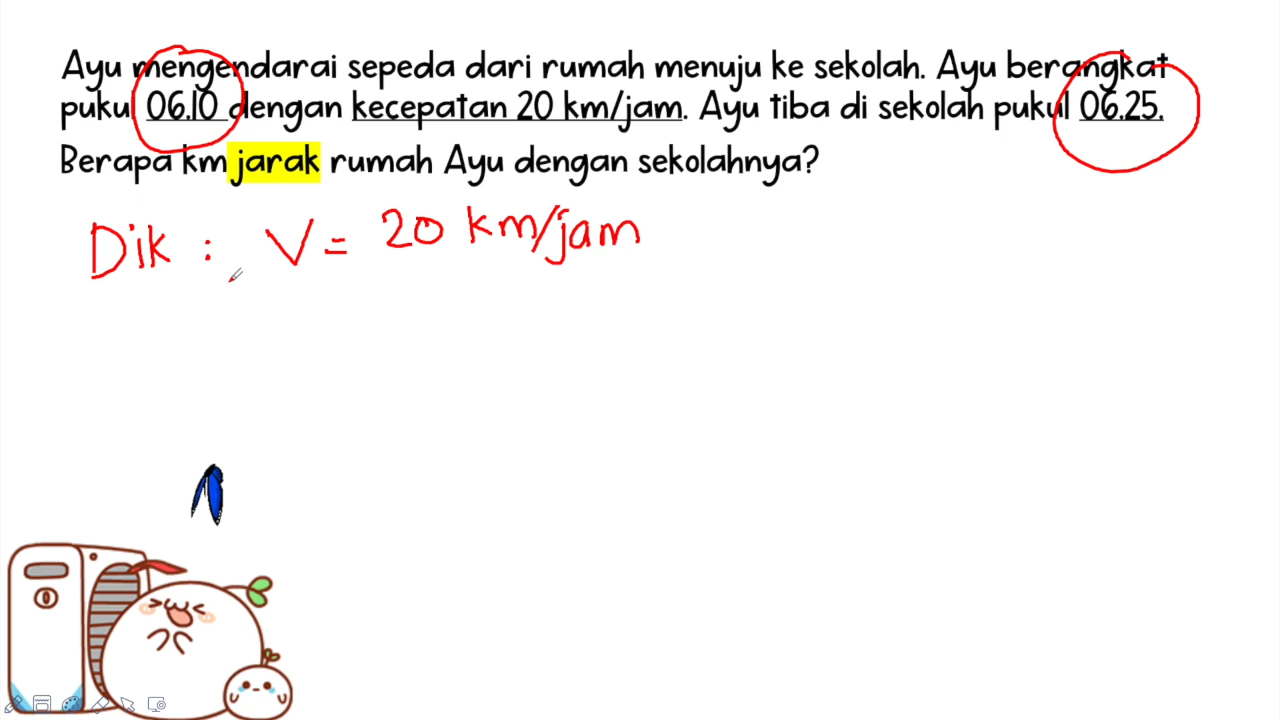 Ayu mengendarai sepeda dari rumah menuju ke sekolah. Ayu berangkat
pukul 06.10 dengan kecepatan 20 km/jam. Ayu tiba di sekolah pukul 06.25.
Berapa km jarak rumah Ayu dengan sekolahnya?
Dik : V = 20 km/jam